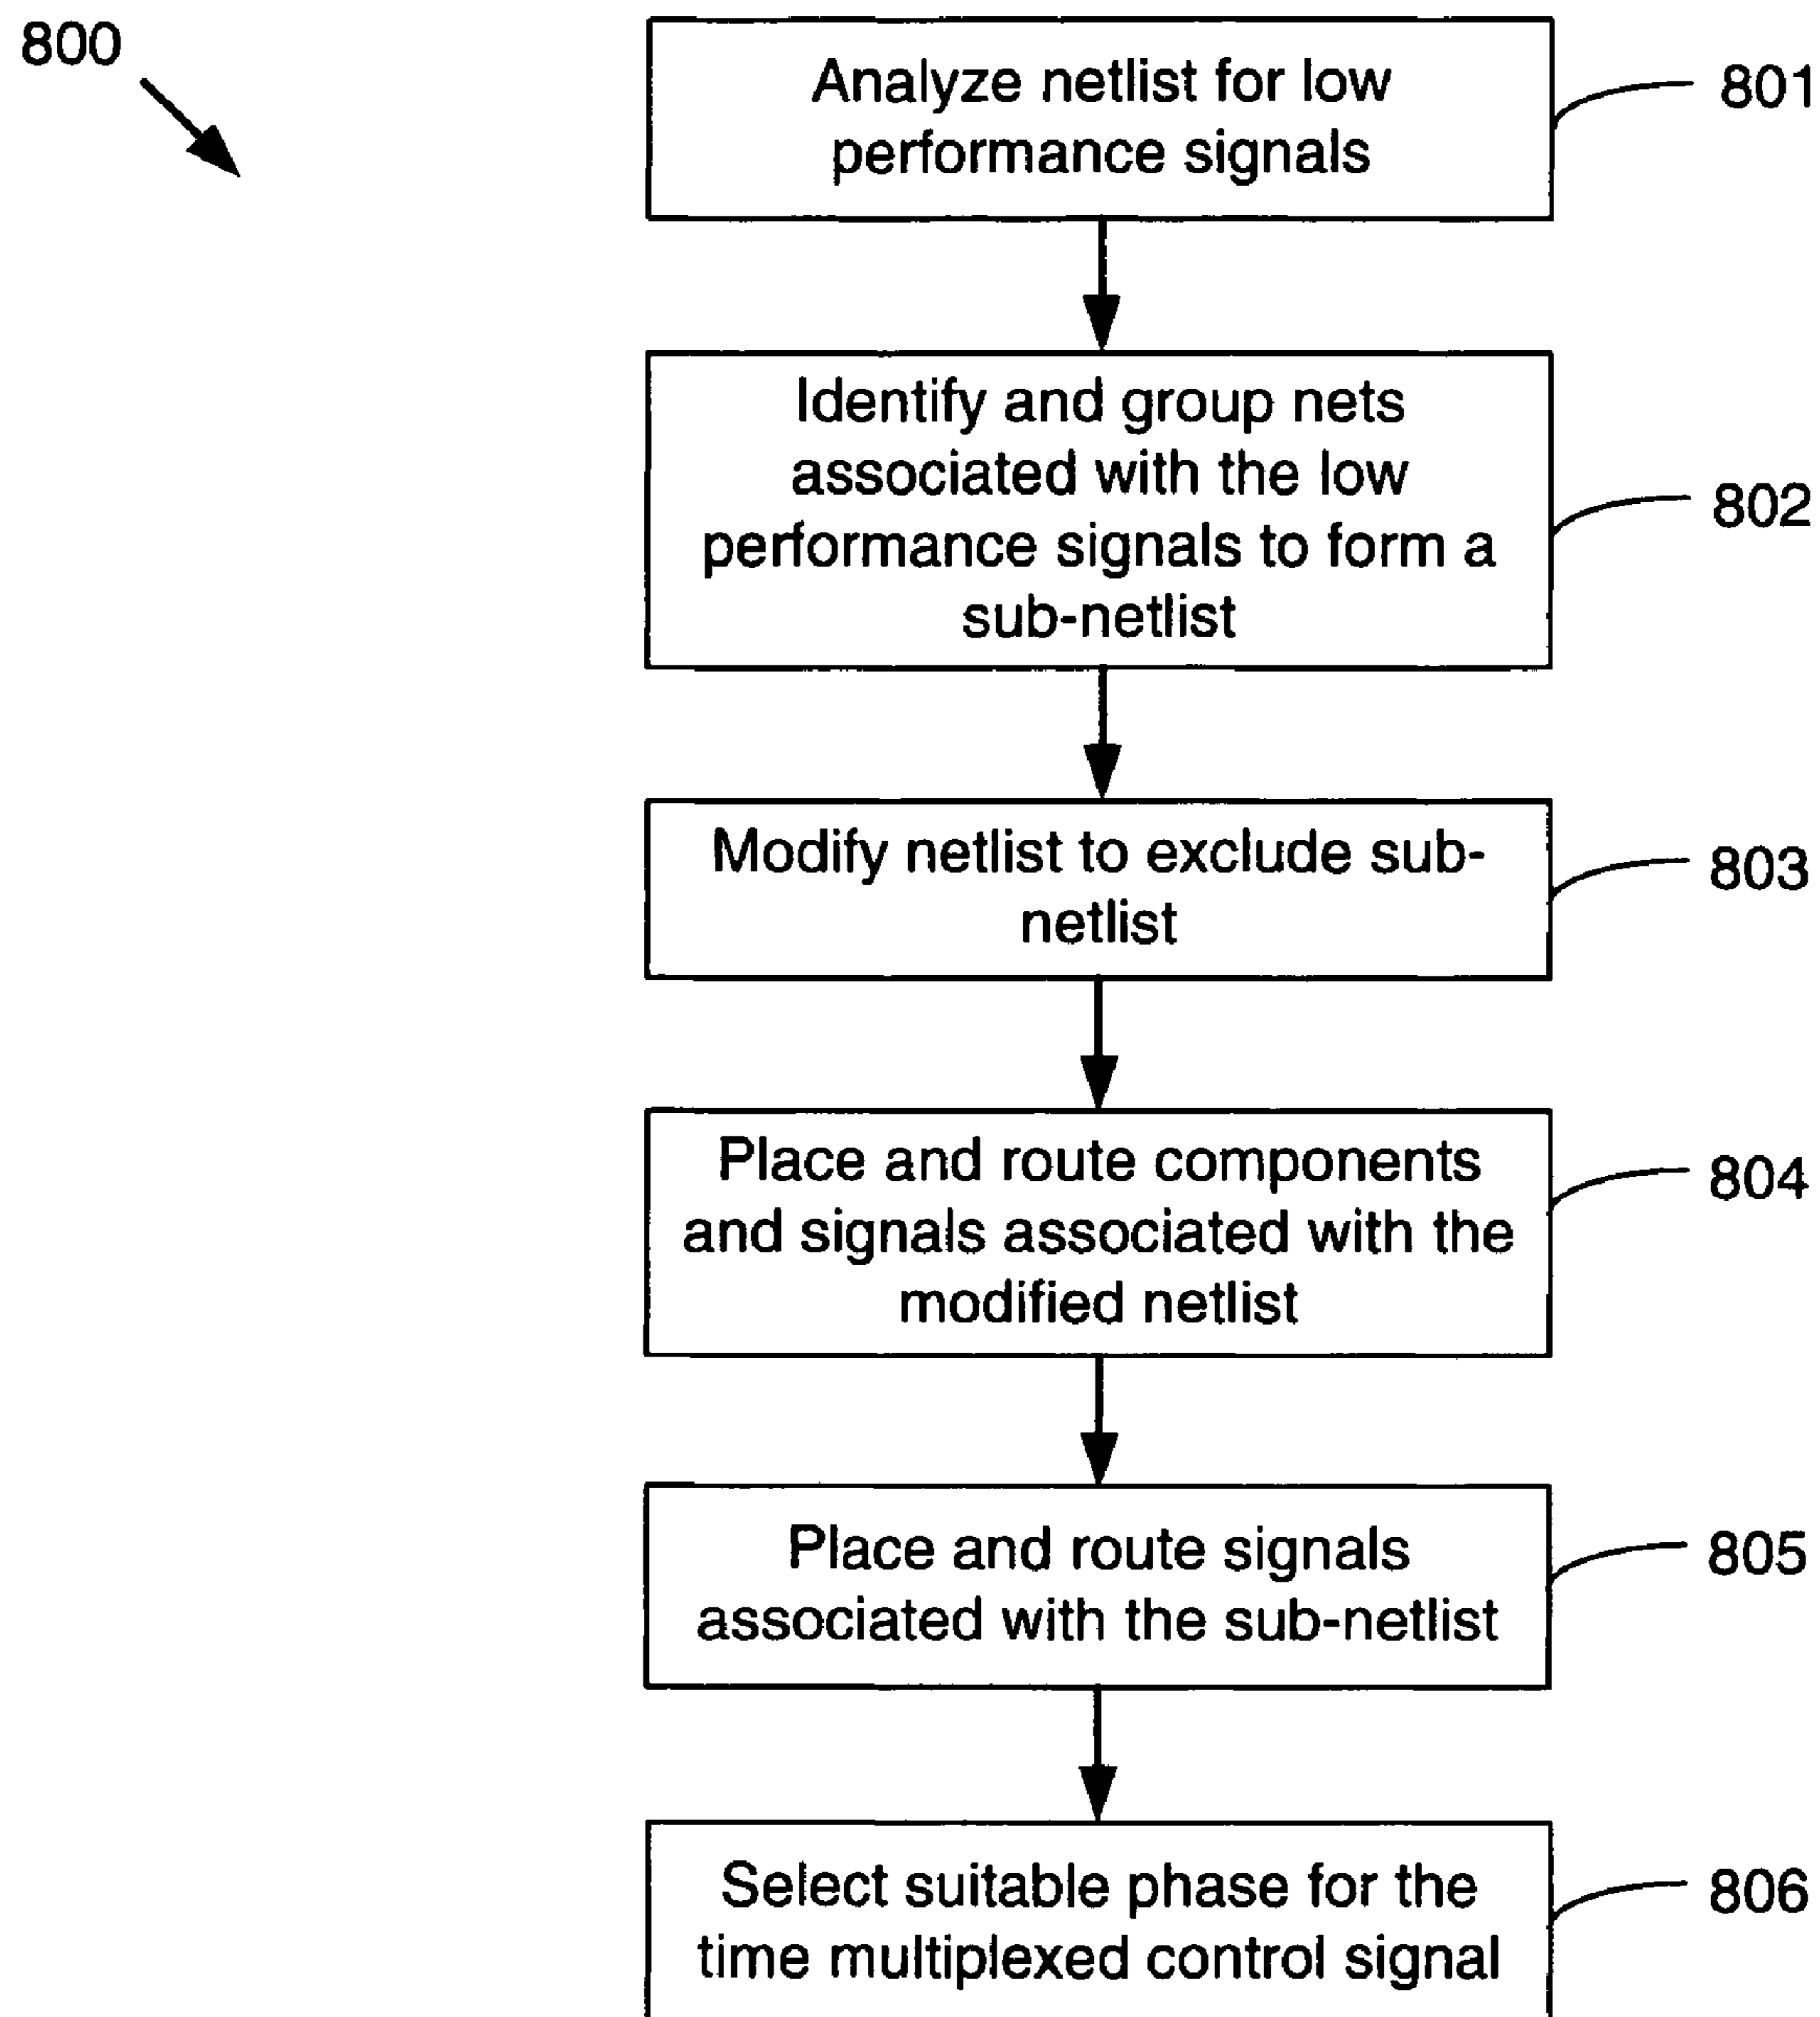 800
Analyze netlist for low
performance signals
801
Identify and group nets
associated with the low
performance signals to form a
sub-netlist
802
Modify netlist to exclude sub-
netlist
803
Place and route components
and signals associated with the
modified netlist
804
Place and route signals
associated with the sub-netlist
805
Select suitable phase for the
time multiplexed control signal
806